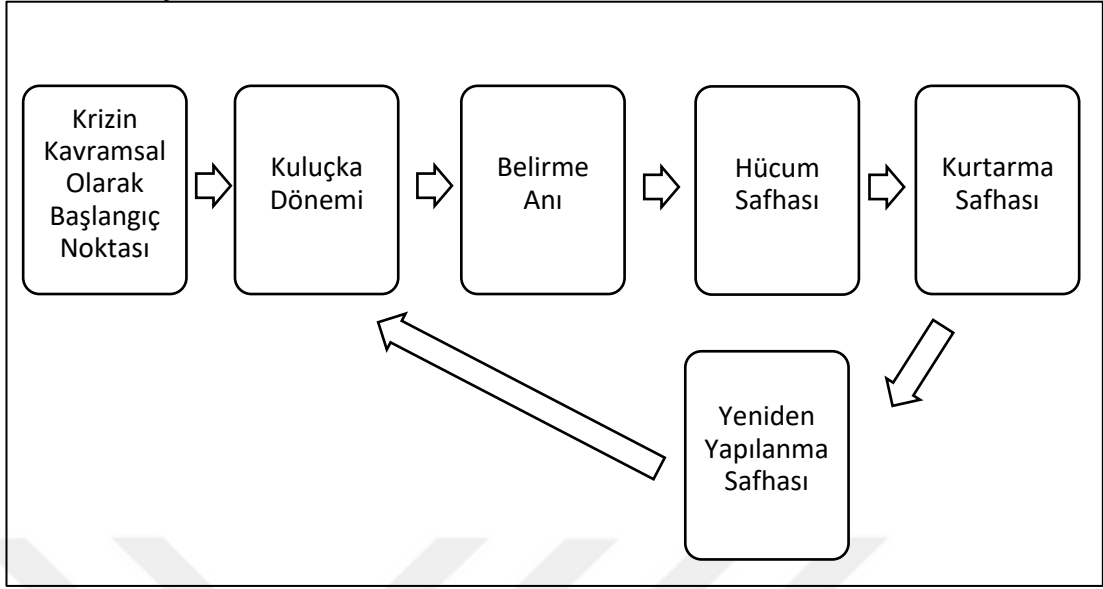 Krizin
Kavramsal
Olarak
Başlangıç
Noktası
Kuluçka
Dönemi
Belirme
Anı
Hücum
Safhası
Kurtarma
Safhası
Yeniden
Yapılanma
Safhası